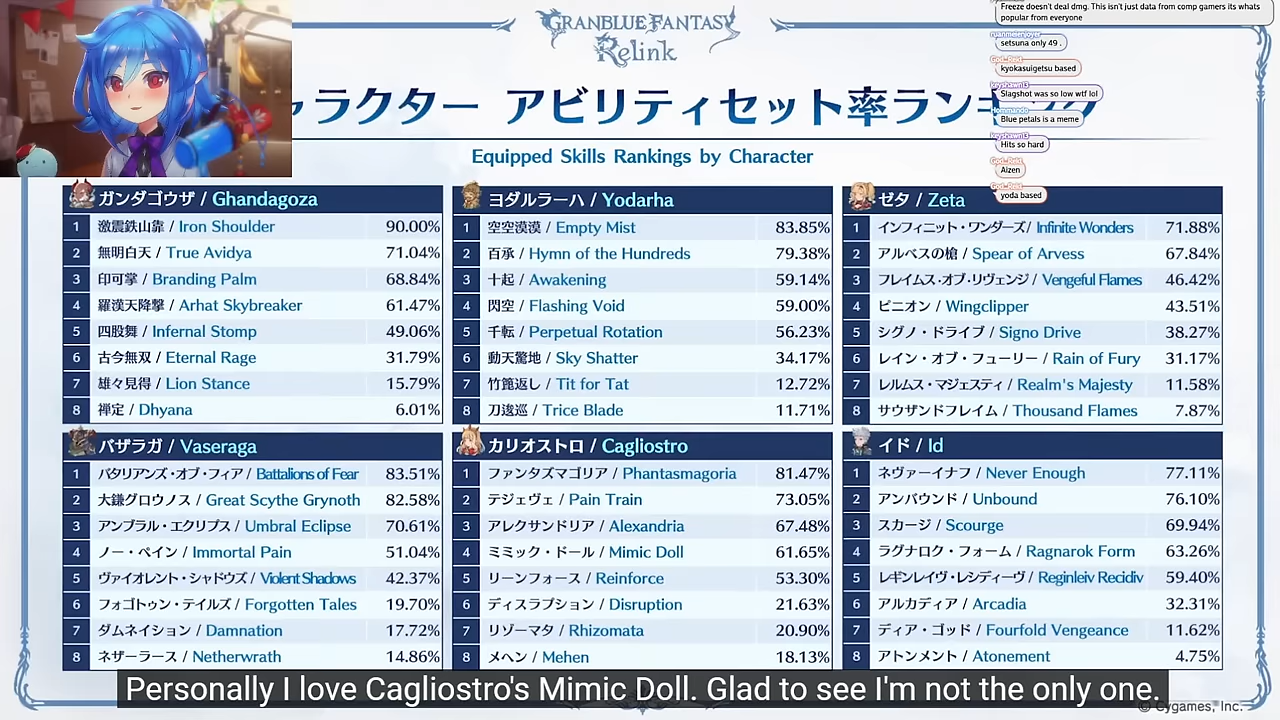 Freeze doesn't deal dmg. This isn't just data from comp gamers its whats
popular from everyone
setsuna only 49 .
kyokasuigetsu based
keyshawn13
Slagshot was so low wtf lol
Blue petals is a meme
keyshawn13
Hits so hard
Aizen
yoda based
GRANBLUE FANTASY
Relink
ャラクター アビリティセット率ランキング
Equipped Skills Rankings by Character
ガンダゴウザ / Ghandagoza
1 激震鉄山靠 / Iron Shoulder 90.00%
2 無明白天 / True Avidya 71.04%
3 印可掌 / Branding Palm 68.84%
4 羅漢天降撃 / Arhat Skybreaker 61.47%
5 四股舞 / Infernal Stomp 49.06%
6 古今無双 / Eternal Rage 31.79%
7 雄々見得 / Lion Stance 15.79%
8 禅定 / Dhyana 6.01%
ヨダルラーハ / Yodarha
1 空空漠漠 / Empty Mist 83.85%
2 百承 / Hymn of the Hundreds 79.38%
3 十起 / Awakening 59.14%
4 閃空 / Flashing Void 59.00%
5 千転 / Perpetual Rotation 56.23%
6 動天驚地 / Sky Shatter 34.17%
7 竹箆返し / Tit for Tat 12.72%
8 刀逡巡 / Trice Blade 11.71%
ゼタ / Zeta
1 インフィニット・ワンダーズ/ Infinite Wonders 71.88%
2 アルベスの槍 / Spear of Arvess 67.84%
3 フレイムス・オブ・リヴェンジ/ Vengeful Flames 46.42%
4 ピニオン / Wingclipper 43.51%
5 シグノ・ドライブ / Signo Drive 38.27%
6 レイン・オブ・フューリー / Rain of Fury 31.17%
7 レルムス・マジェスティ / Realm's Majesty 11.58%
8 サウザンドフレイム / Thousand Flames 7.87%
バザラガ / Vaseraga
1 バタリアンズ・オブ・フィア / Battalions of Fear 83.51%
2 大鎌グロウノス / Great Scythe Grynoth 82.58%
3 アンブラル・エクリプス / Umbral Eclipse 70.61%
4 ノー・ペイン / Immortal Pain 51.04%
5 ヴァイオレント・シャドウズ/ Violent Shadows 42.37%
6 フォゴトゥン・テイルズ / Forgotten Tales 19.70%
7 ダムネイション / Damnation 17.72%
8 ネザーラース / Netherwrath 14.86%
カリオストロ / Cagliostro
1 ファンタズマゴリア / Phantasmagoria 81.47%
2 テジェヴェ / Pain Train 73.05%
3 アレクサンドリア / Alexandria 67.48%
4 ミミック・ドール / Mimic Doll 61.65%
5 リーンフォース / Reinforce 53.30%
6 ディスラプション / Disruption 21.63%
7 リゾーマタ / Rhizomata 20.90%
8 メヘン / Mehen 18.13%
イド / Id
1 ネヴァーイナフ / Never Enough 77.11%
2 アンバウンド / Unbound 76.10%
3 スカージ / Scourge 69.94%
4 ラグナロク・フォーム / Ragnarok Form 63.26%
5 レギンレイヴ・レシディーヴ / Reginleiv Recidiv 59.40%
6 アルカディア / Arcadia 32.31%
7 ディア・ゴッド / Fourfold Vengeance 11.62%
8 アトンメント / Atonement 4.75%
Personally I love Cagliostro's Mimic Doll. Glad to see I'm not the only one.
© Cygames, Inc.